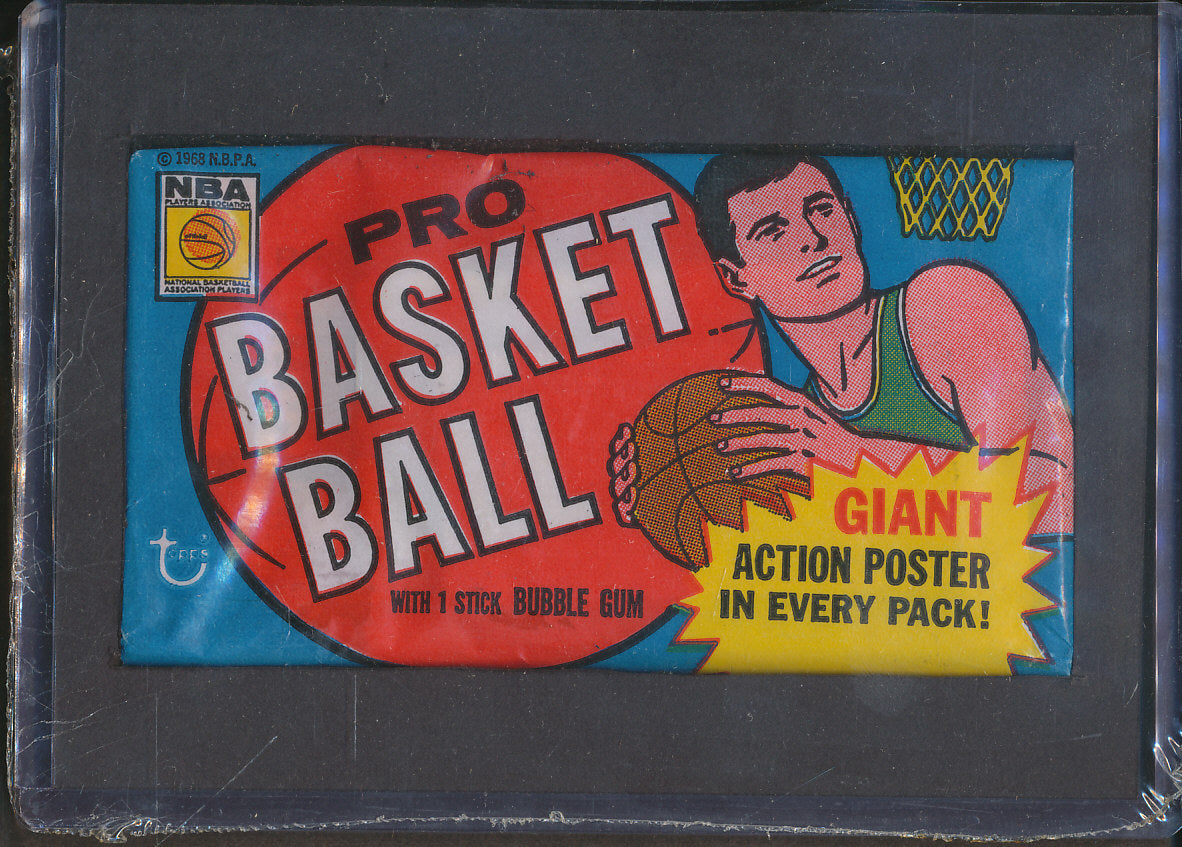 © 1968 N.B.P.A.
NBA
PLAYERS ASSOCIATION
NATIONAL BASKETBALL
ASSOCIATION PLAYERS
PRO
BASKET
BALL
WITH 1 STICK BUBBLE GUM
topps
GIANT
ACTION POSTER
IN EVERY PACK!